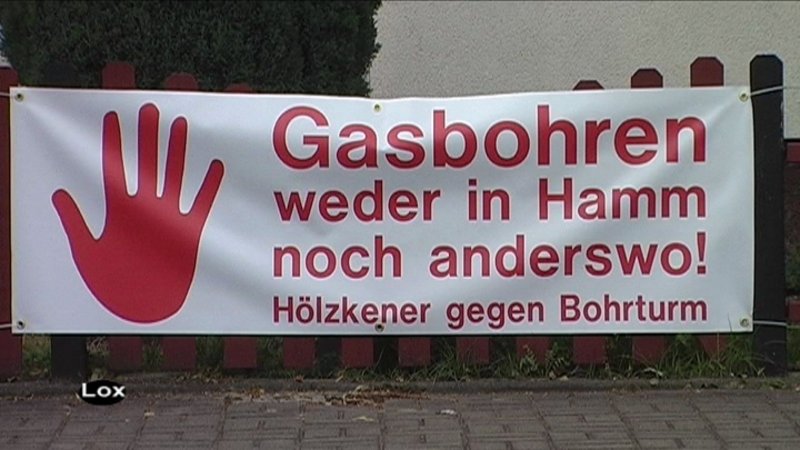 Gasbohren
weder in Hamm
noch anderswo!
Hölzkener gegen Bohrturm
Lox